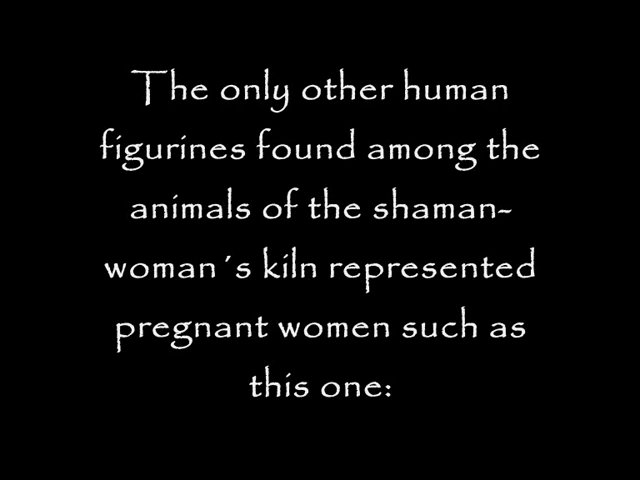 The only other human
figurines found among the
animals of the shaman-
woman´s kiln represented
pregnant women such as
this one: